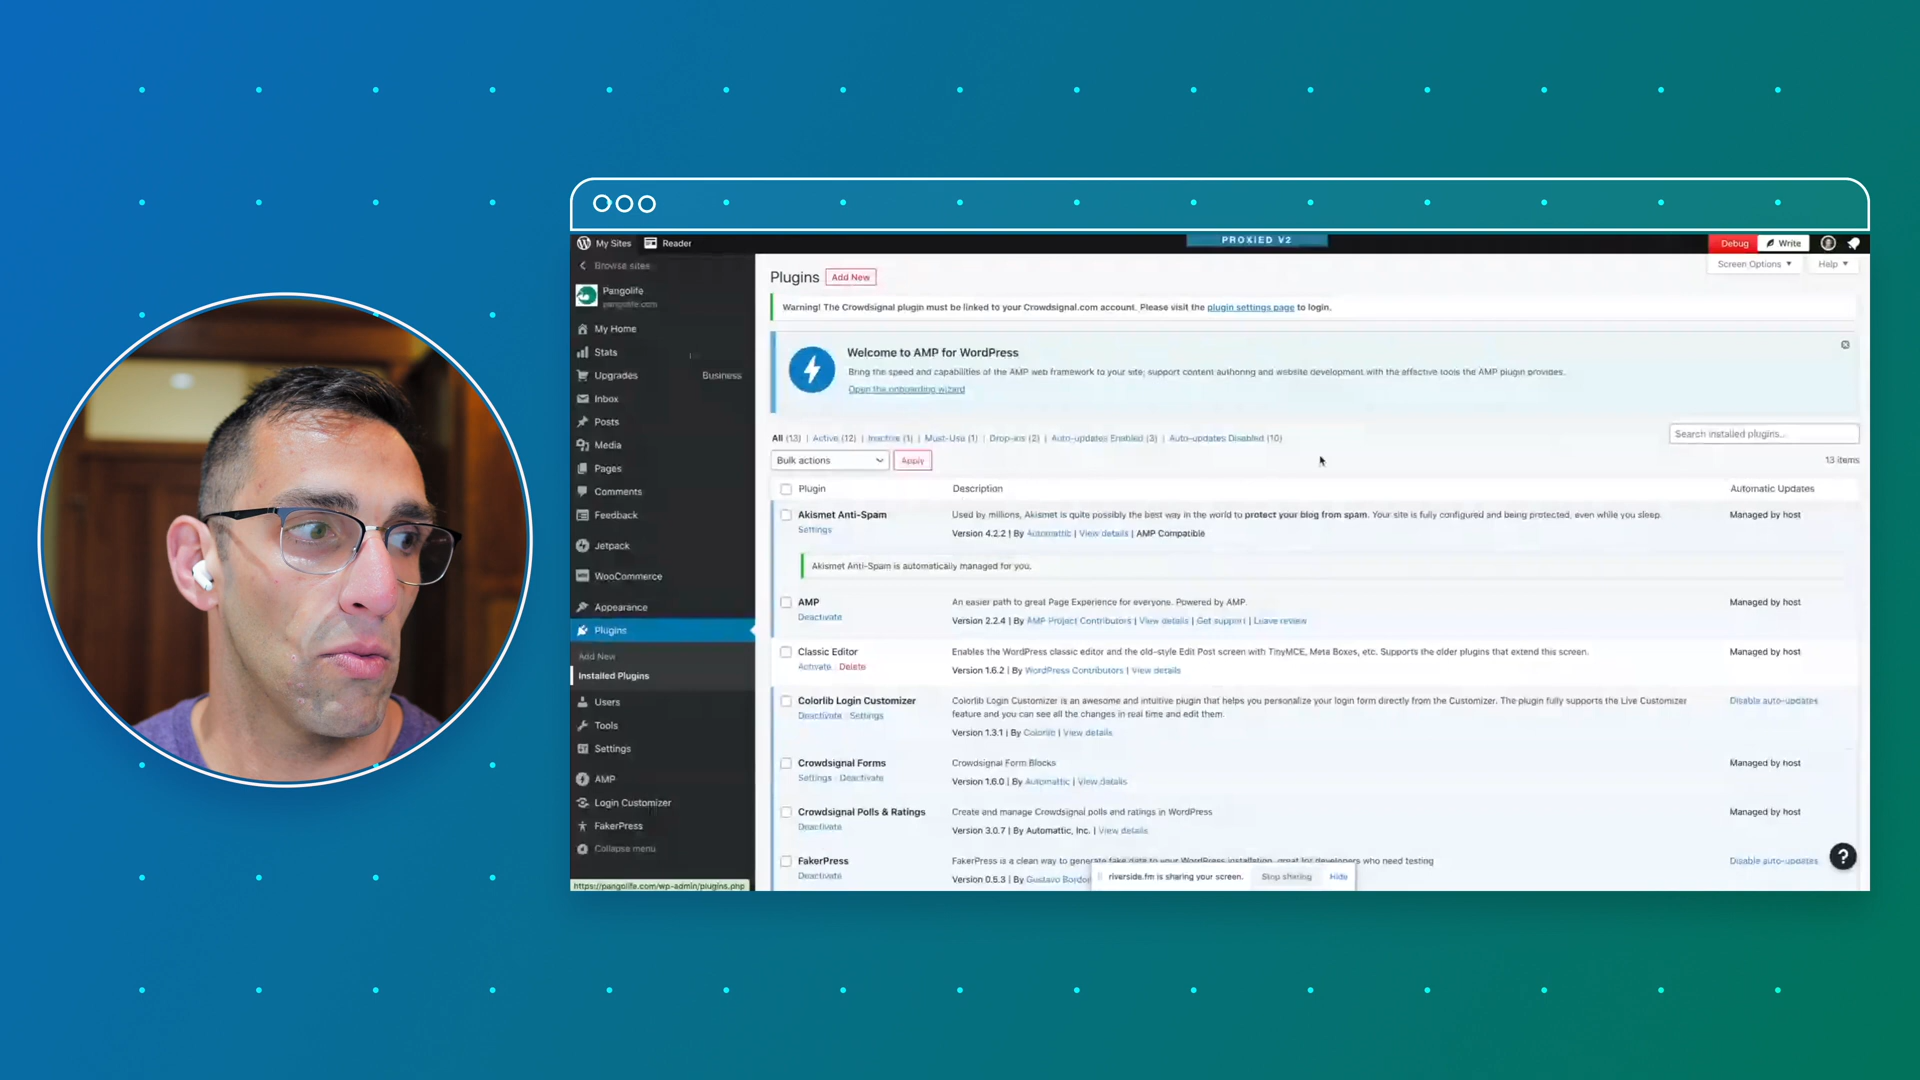 My Sites Reader PROXIED V2 Debug Write
Browse sites
Screen Options Help
Pangolife
pangolife.com
My Home
Stats
Upgrades Business
Inbox
Posts
Media
Pages
Comments
Feedback
Jetpack
WooCommerce
Appearance
Plugins
Add New
Installed Plugins
Users
Tools
Settings
AMP
Login Customizer
FakerPress
Collapse menu
https://pangolife.com/wp-admin/plugins.php
Plugins Add New
Warning! The Crowdsignal plugin must be linked to your Crowdsignal.com account. Please visit the plugin settings page to login.
Welcome to AMP for WordPress
Bring the speed and capabilities of the AMP web framework to your site; support content authoring and website development with the effective tools the AMP plugin provides.
Open the onboarding wizard
All (13) | Active (12) | Inactive (1) | Must-Use (1) | Drop-ins (2) | Auto-updates Enabled (3) | Auto-updates Disabled (10)
Search installed plugins...
Bulk actions Apply
13 items
Plugin Description Automatic Updates
Akismet Anti-Spam Used by millions, Akismet is quite possibly the best way in the world to protect your blog from spam. Your site is fully configured and being protected, even while you sleep. Managed by host
Settings
Version 4.2.2 | By Automattic | View details | AMP Compatible
Akismet Anti-Spam is automatically managed for you.
AMP An easier path to great Page Experience for everyone. Powered by AMP. Managed by host
Deactivate Version 2.2.4 | By AMP Project Contributors | View details | Get support | Leave review
Classic Editor Enables the WordPress classic editor and the old-style Edit Post screen with TinyMCE, Meta Boxes, etc. Supports the older plugins that extend this screen. Managed by host
Activate Delete Version 1.6.2 | By WordPress Contributors | View details
Colorlib Login Customizer Colorlib Login Customizer is an awesome and intuitive plugin that helps you personalize your login form directly from the Customizer. The plugin fully supports the Live Customizer Disable auto-updates
Deactivate Settings feature and you can see all the changes in real time and edit them.
Version 1.3.1 | By Colorlib | View details
Crowdsignal Forms Crowdsignal Form Blocks Managed by host
Settings Deactivate Version 1.6.0 | By Automattic | View details
Crowdsignal Polls & Ratings Create and manage Crowdsignal polls and ratings in WordPress Managed by host
Deactivate Version 3.0.7 | By Automattic, Inc. | View details
FakerPress FakerPress is a clean way to generate fake data to your WordPress installation, great for developers who need testing Disable auto-updates
Deactivate Version 0.5.3 | By Gustavo Bordon
riverside.fm is sharing your screen. Stop sharing Hide
?